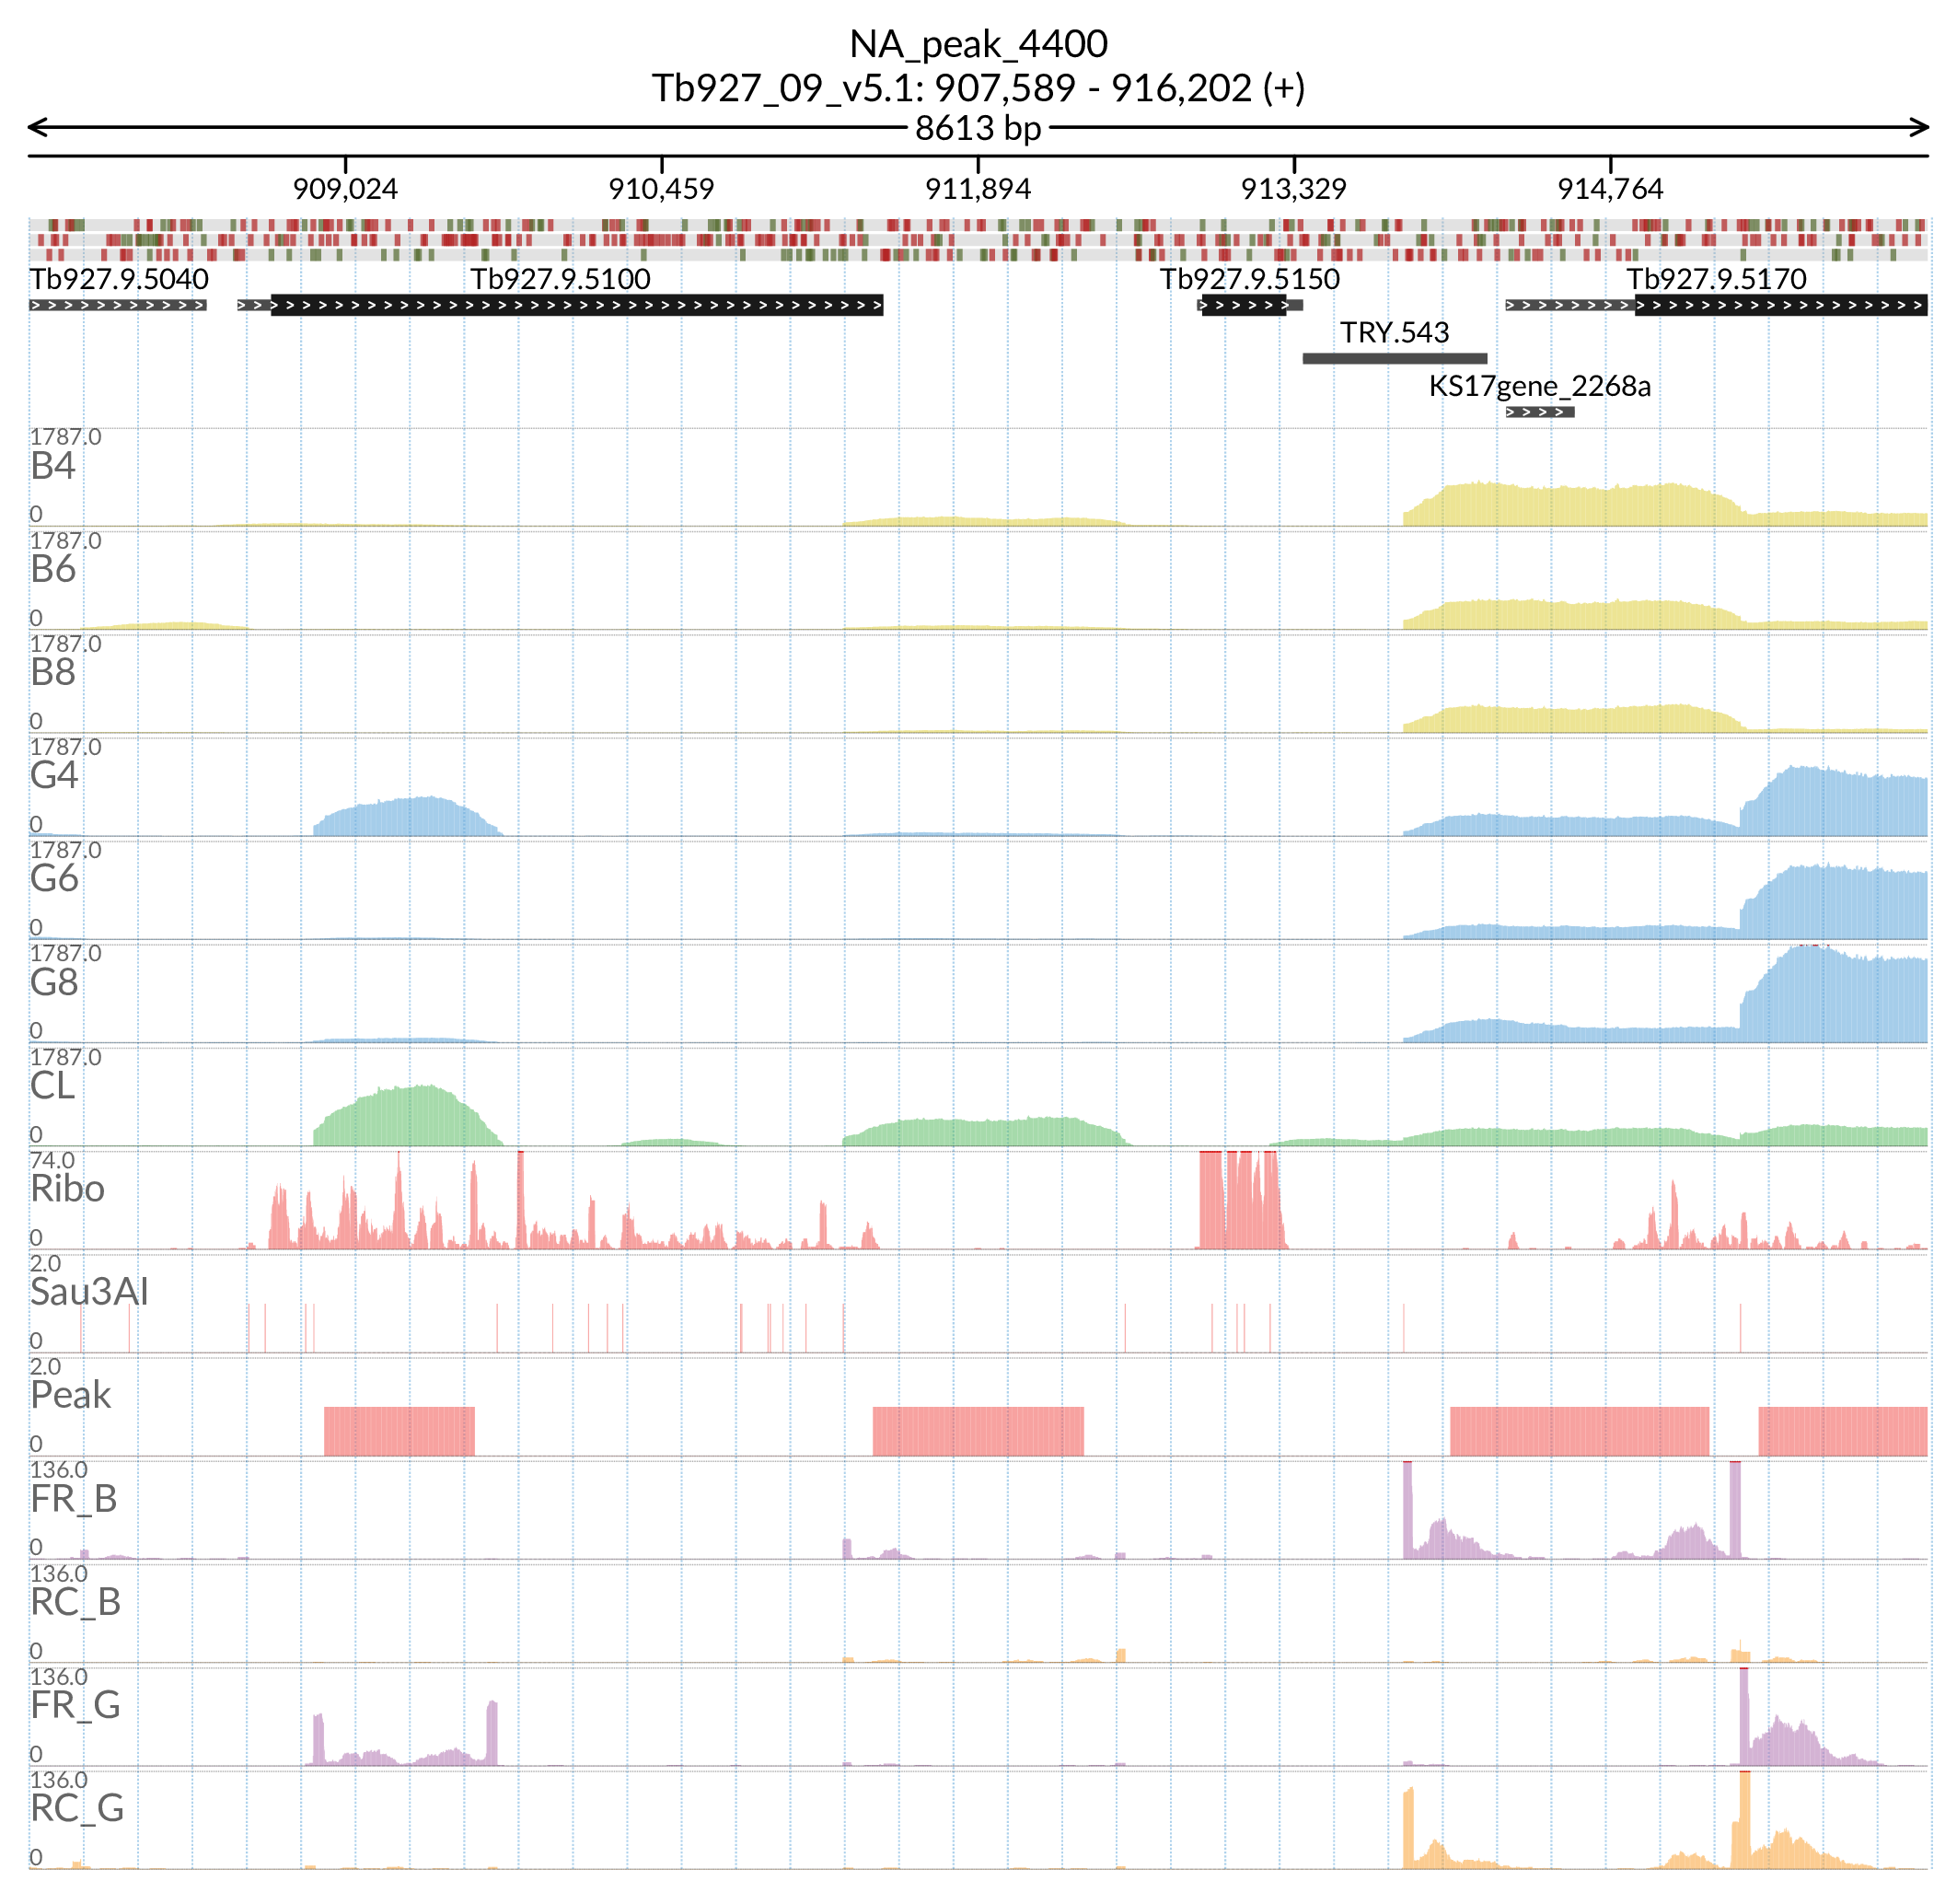 NA_peak_4400
Tb927_09_v5.1: 907,589 - 916,202 (+)
8613 bp
909,024 910,459 911,894 913,329 914,764
Tb927.9.5040 Tb927.9.5100 Tb927.9.5150 Tb927.9.5170
TRY.543
KS17gene_2268a
1787.0
B4
0
1787.0
B6
0
1787.0
B8
0
1787.0
G4
0
1787.0
G6
0
1787.0
G8
0
1787.0
CL
0
74.0
Ribo
0
2.0
Sau3AI
0
2.0
Peak
0
136.0
FR_B
0
136.0
RC_B
0
136.0
FR_G
0
136.0
RC_G
0